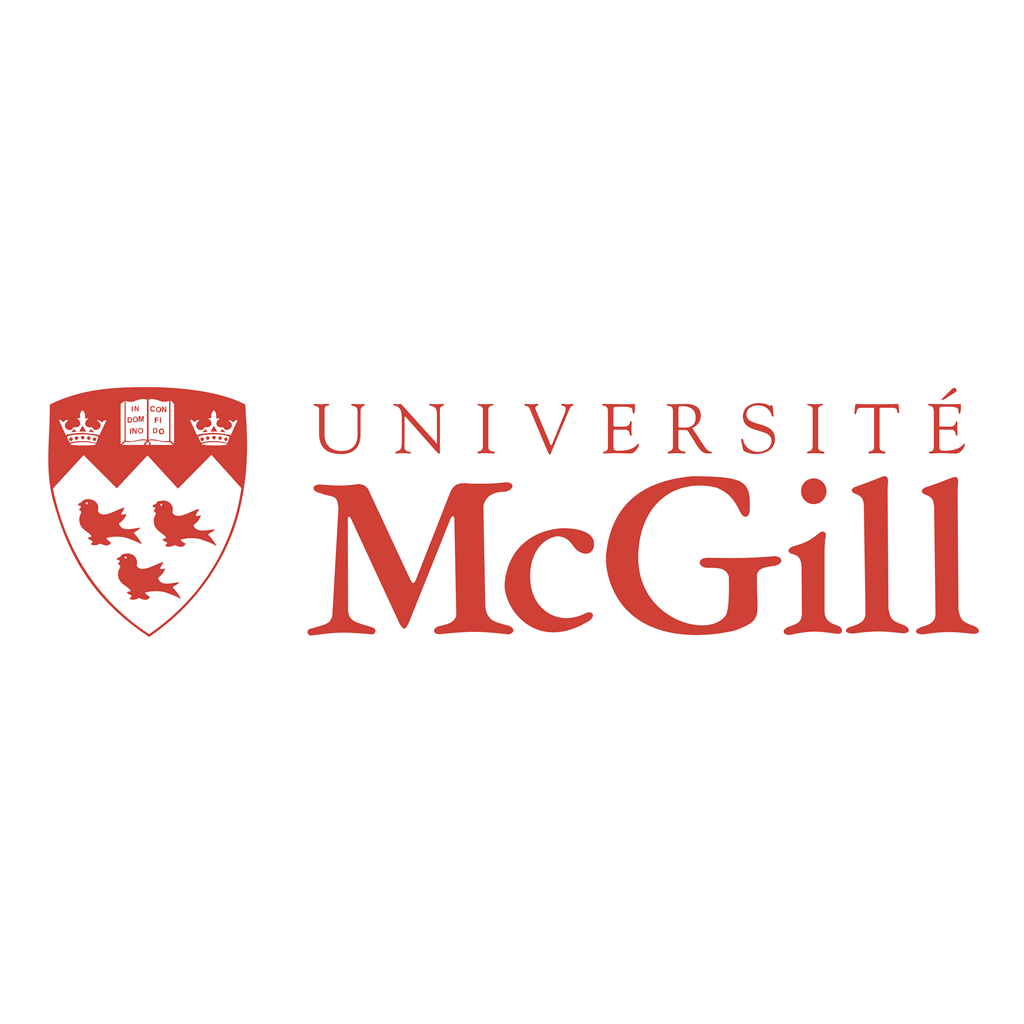 IN CON
DOM FI
INO DO
UNIVERSITÉ
McGill